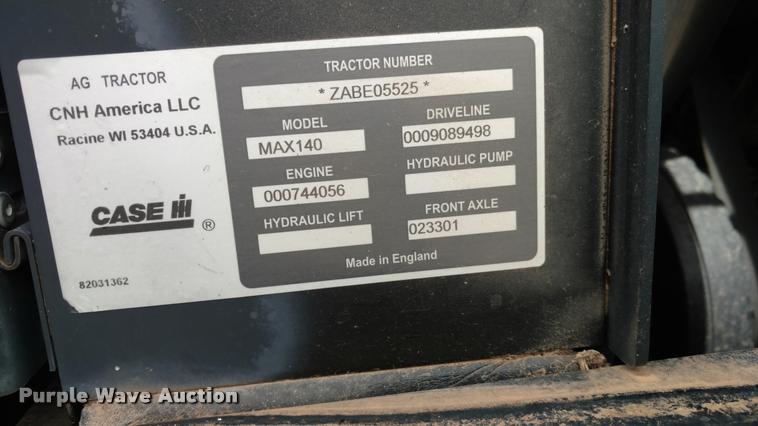 AG TRACTOR
CNH America LLC
Racine WI 53404 U.S.A.
CASE IH ®
82031362
TRACTOR NUMBER
* ZABE05525 *
MODEL
MAX140
DRIVELINE
0009089498
ENGINE
000744056
HYDRAULIC PUMP
HYDRAULIC LIFT
FRONT AXLE
023301
Made in England
Purple Wave Auction